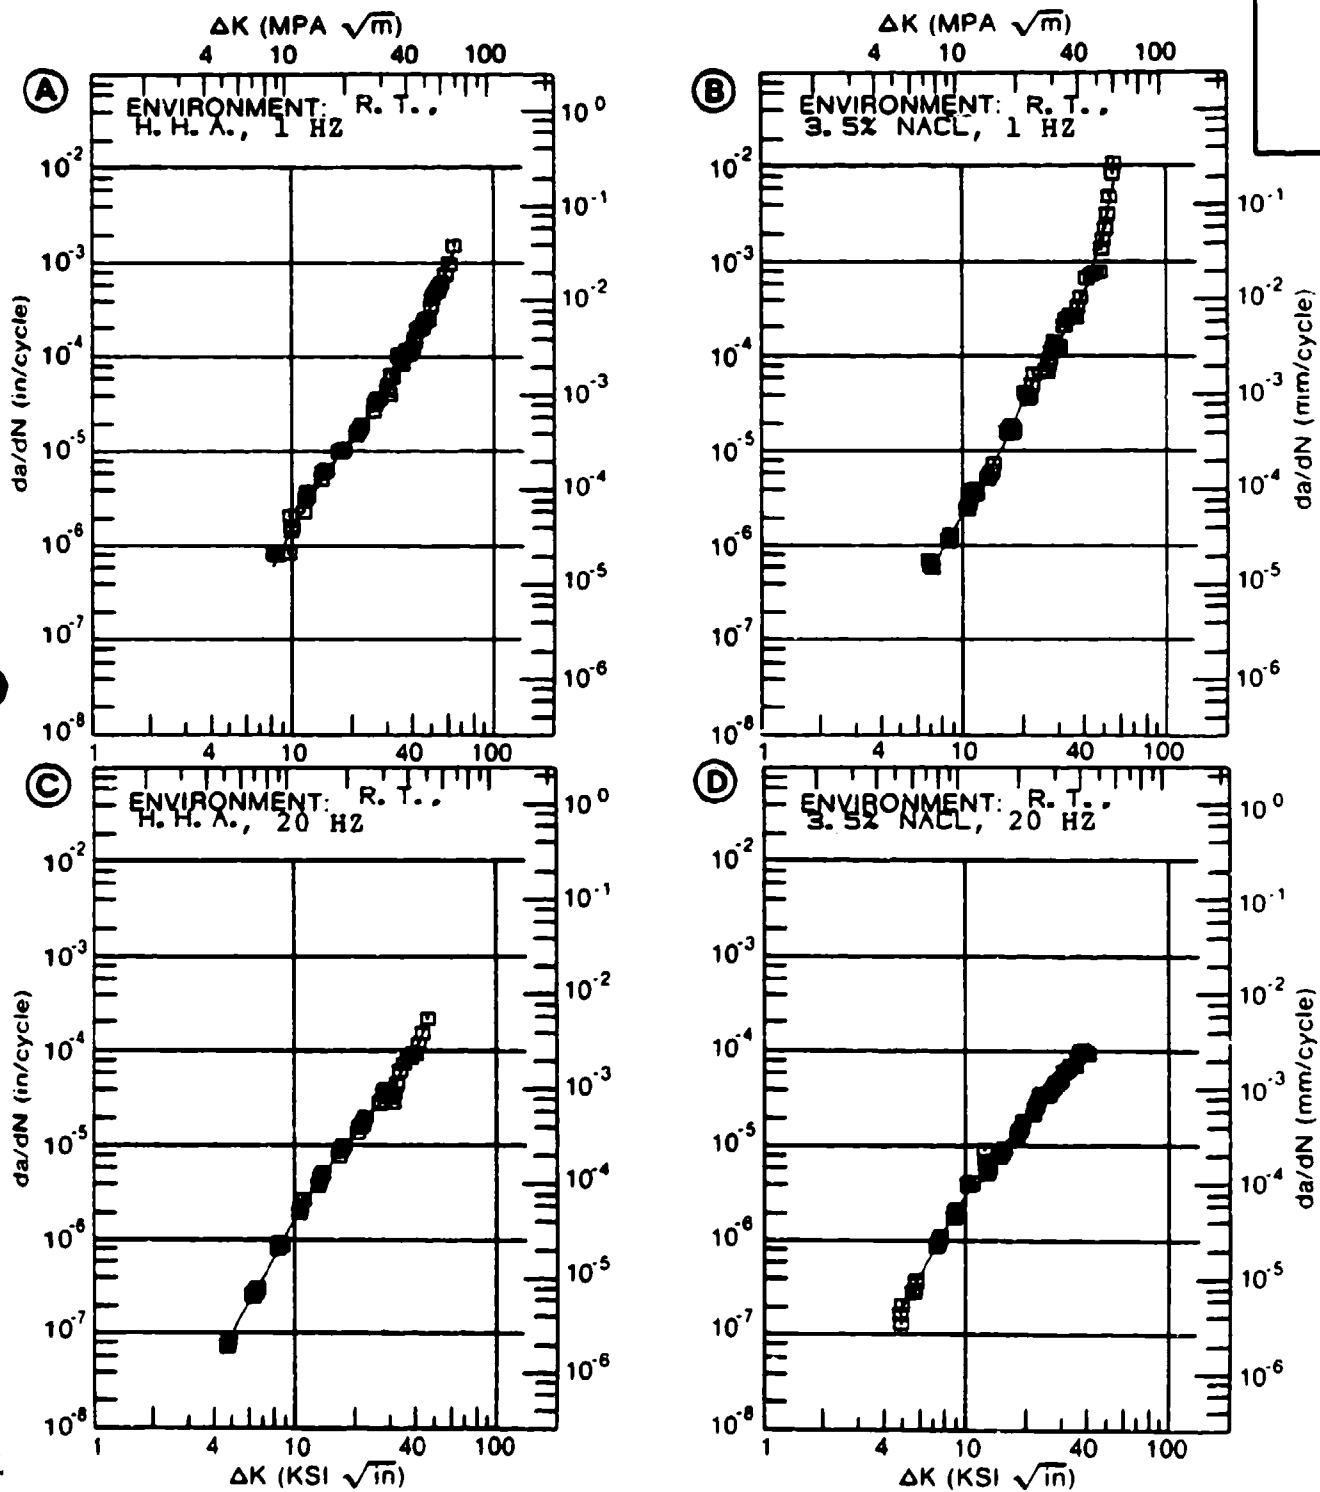 ΔK (MPA √m) ΔK (MPA √m)
4 10 40 100 4 10 40 100
A B
ENVIRONMENT: R. T.,
H. H. A., 1 HZ
ENVIRONMENT: R. T.,
3. 5% NACL, 1 HZ
10^-2 10^-3 10^-4 10^-5 10^-6 10^-7 10^-8
da/dN (in/cycle)
10^0 10^-1 10^-2 10^-3 10^-4 10^-5 10^-6
10^-2 10^-3 10^-4 10^-5 10^-6 10^-7 10^-8
10^-1 10^-2 10^-3 10^-4 10^-5 10^-6
da/dN (mm/cycle)
1 4 10 40 100 1 4 10 40 100
C D
ENVIRONMENT: R. T.,
H. H. A., 20 HZ
ENVIRONMENT: R. T.,
3. 5% NACL, 20 HZ
10^-2 10^-3 10^-4 10^-5 10^-6 10^-7 10^-8
da/dN (in/cycle)
10^0 10^-1 10^-2 10^-3 10^-4 10^-5 10^-6
10^-2 10^-3 10^-4 10^-5 10^-6 10^-7 10^-8
10^0 10^-1 10^-2 10^-3 10^-4 10^-5 10^-6
da/dN (mm/cycle)
1 4 10 40 100 1 4 10 40 100
ΔK (KSI √in) ΔK (KSI √in)